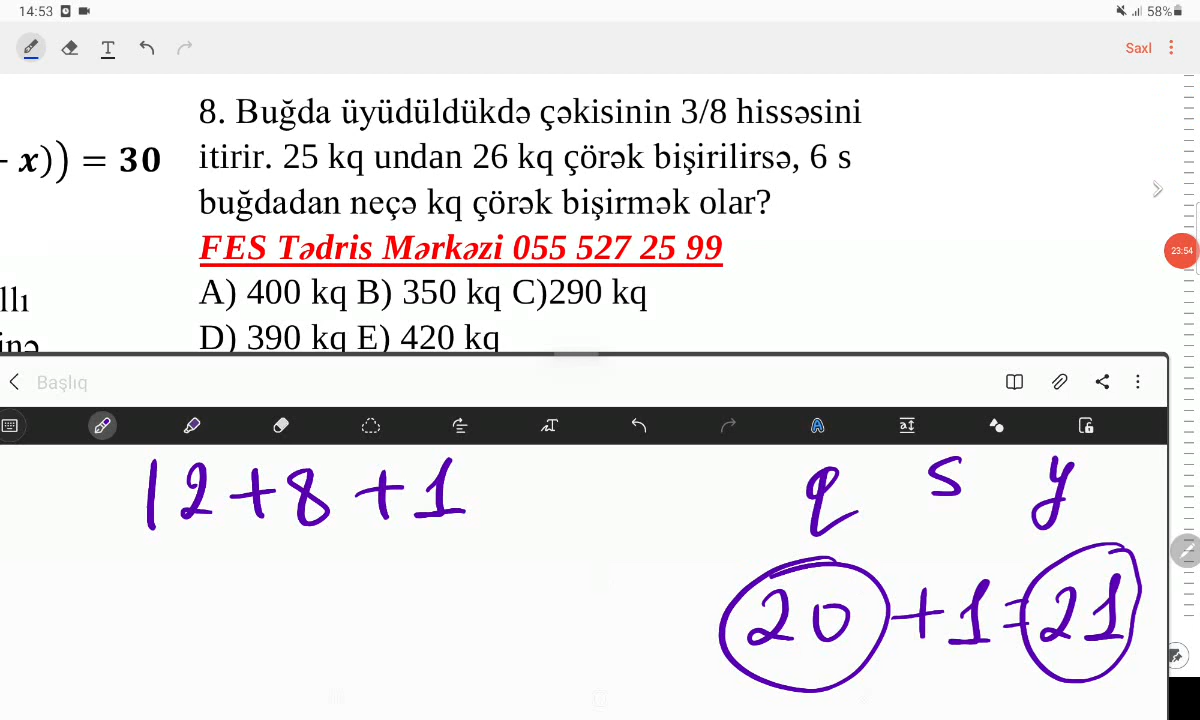 14:53
58%
Saxl
8. Buğda üyüdüldükdə çəkisinin 3/8 hissəsini
- x)) = 30
itirir. 25 kq undan 26 kq çörək bişirilirsə, 6 s
buğdadan neçə kq çörək bişirmək olar?
FES Tədris Mərkəzi 055 527 25 99
23:54
llı
A) 400 kq B) 350 kq C)290 kq
D) 390 kq E) 420 kq
Başlıq
12+8+1
q s y
20+1=21